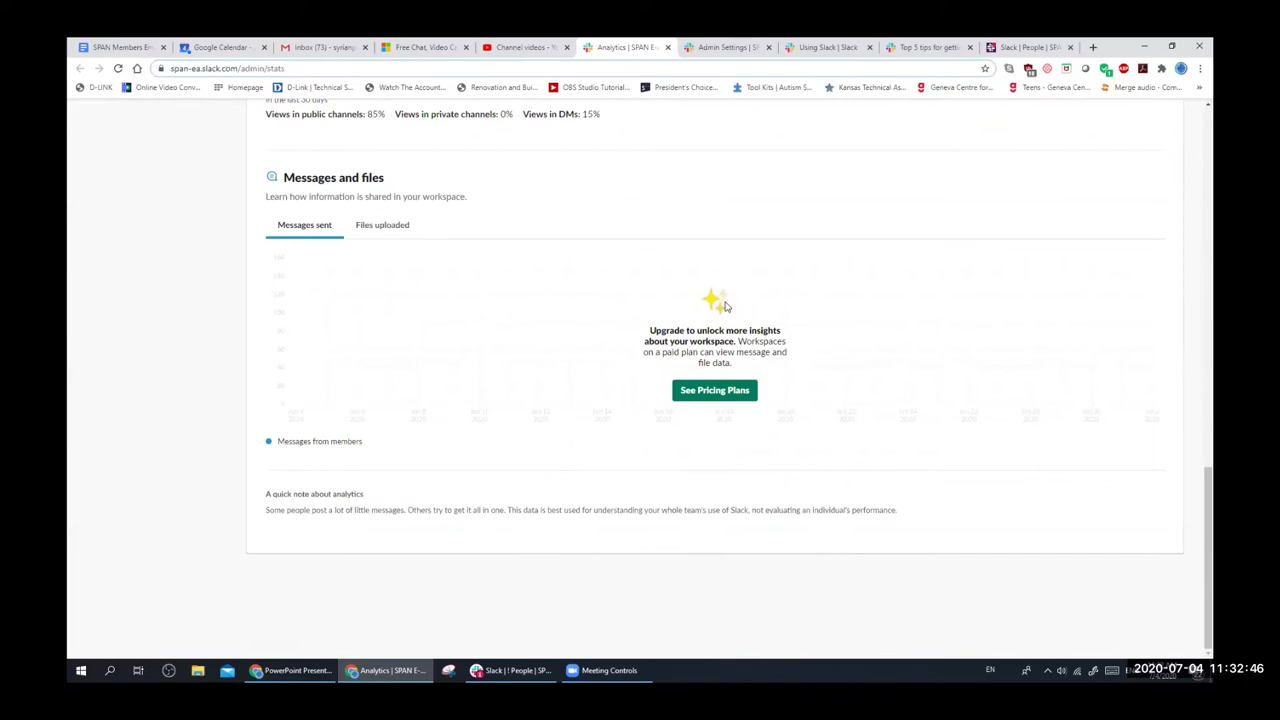 SPAN Members Em
Google Calendar -
Inbox (73) - syrianp
Free Chat, Video C
Channel videos - Y
Analytics | SPAN E-
Admin Settings | S
Using Slack | Slack
Top 5 tips for gett
Slack | People | SP
span-ea.slack.com/admin/stats
D-LINK
Online Video Conv...
Homepage
D-Link | Technical S...
Watch The Account...
Renovation and Bui...
OBS Studio Tutorial...
President's Choice...
Tool Kits | Autism S...
Kansas Technical As...
Geneva Centre for...
Teens - Geneva Cen...
Merge audio - Com...
in the last 30 days
Views in public channels: 85% Views in private channels: 0% Views in DMs: 15%
Messages and files
Learn how information is shared in your workspace.
Messages sent
Files uploaded
Upgrade to unlock more insights
about your workspace. Workspaces
on a paid plan can view message and
file data.
See Pricing Plans
Messages from members
A quick note about analytics
Some people post a lot of little messages. Others try to get it all in one. This data is best used for understanding your whole team's use of Slack, not evaluating an individual's performance.
PowerPoint Present...
Analytics | SPAN E-...
Slack | ! People | SP...
Meeting Controls
EN
2020-07-04 11:32:46